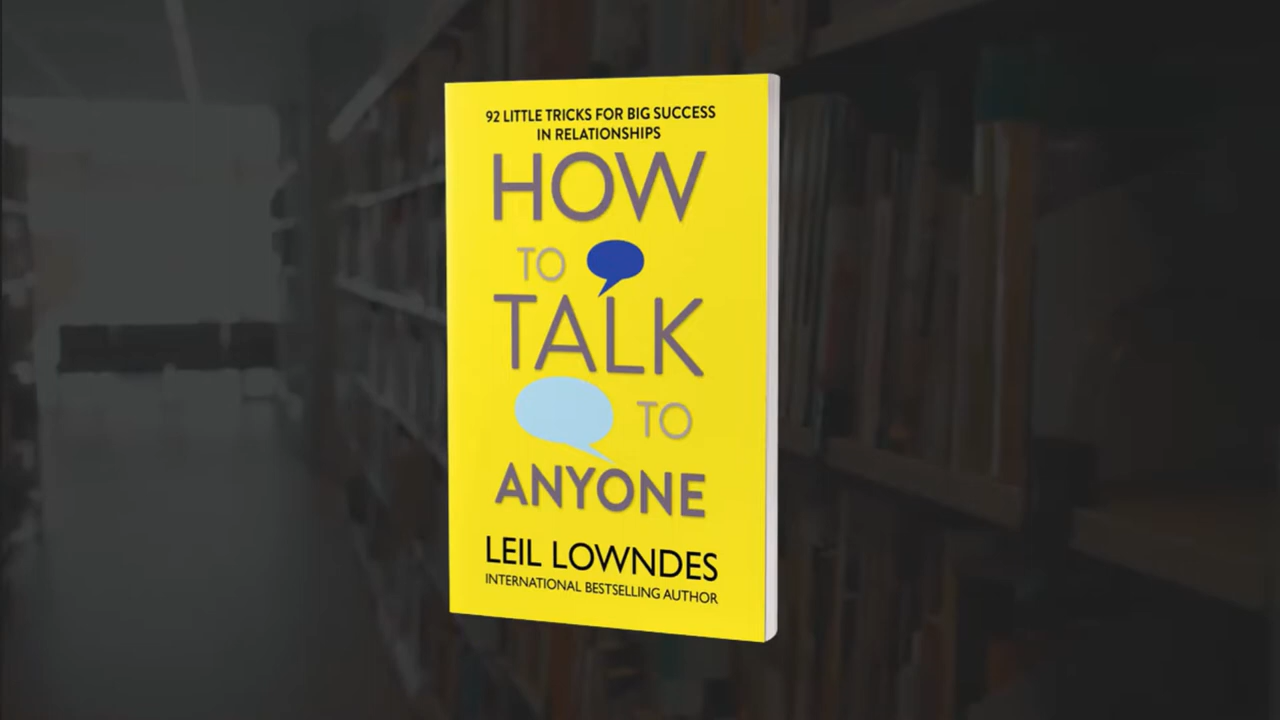 92 LITTLE TRICKS FOR BIG SUCCESS
IN RELATIONSHIPS
HOW
TO
TALK
TO
ANYONE
LEIL LOWNDES
INTERNATIONAL BESTSELLING AUTHOR